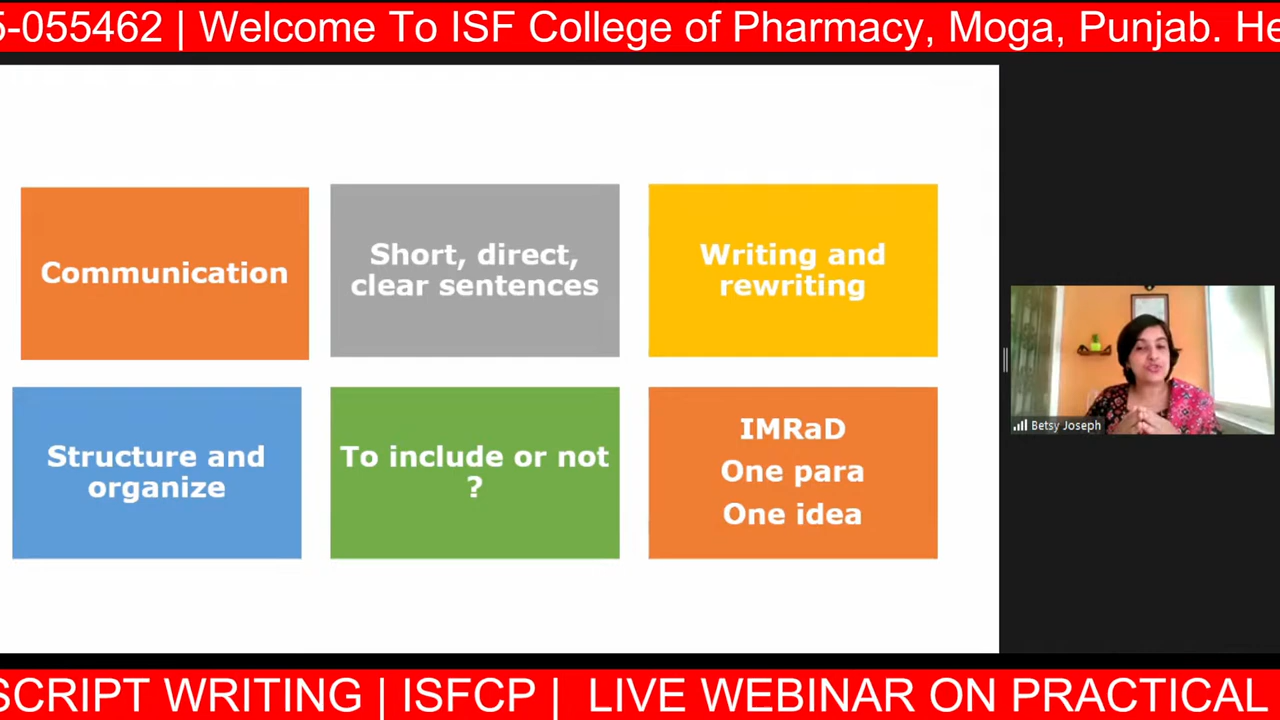 5-055462 | Welcome To ISF College of Pharmacy, Moga, Punjab. He
Communication
Short, direct,
clear sentences
Writing and
rewriting
Structure and
organize
To include or not
?
IMRaD
One para
One idea
Betsy Joseph
SCRIPT WRITING | ISFCP | LIVE WEBINAR ON PRACTICAL